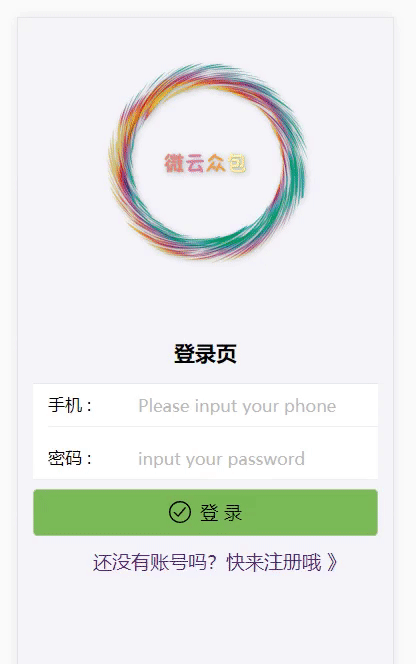 微云众包
登录页
手机 : Please input your phone
密码 : input your password
登 录
还没有账号吗？快来注册哦 》